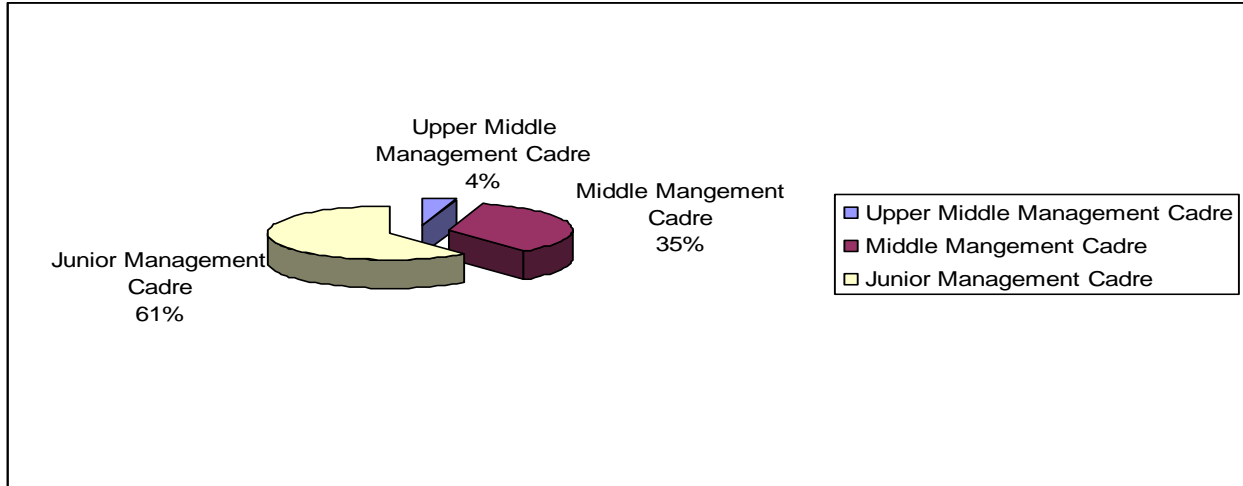 Upper Middle
Management Cadre
4%
Middle Mangement
Cadre
35%
Junior Management
Cadre
61%
Upper Middle Management Cadre
Middle Mangement Cadre
Junior Management Cadre